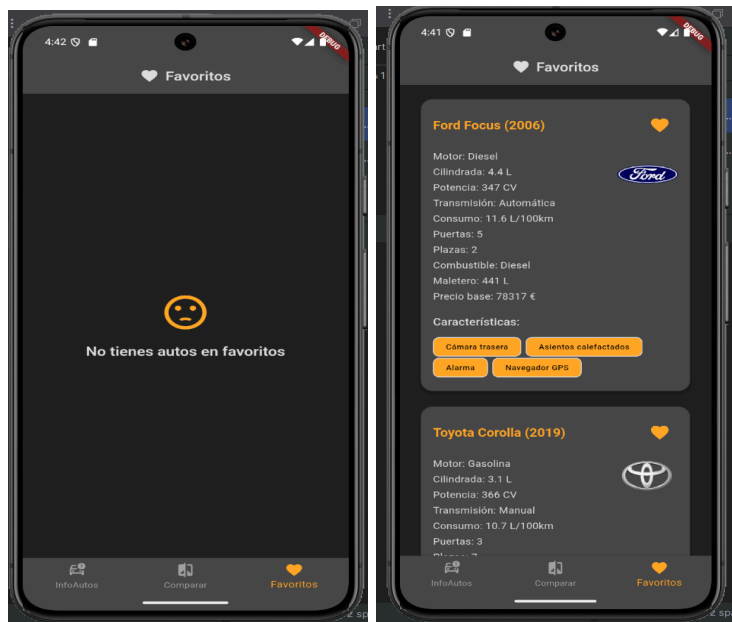 4:42
DEBUG
Favoritos
No tienes autos en favoritos
InfoAutos
Comparar
Favoritos
4:41
DEBUG
Favoritos
Ford Focus (2006)
Motor: Diesel
Ford
Cilindrada: 4.4 L
Potencia: 347 CV
Transmisión: Automática
Consumo: 11.6 L/100km
Puertas: 5
Plazas: 2
Combustible: Diesel
Maletero: 441 L
Precio base: 78317 €
Características:
Cámara trasera
Asientos calefactados
Alarma
Navegador GPS
Toyota Corolla (2019)
Motor: Gasolina
Cilindrada: 3.1 L
Potencia: 366 CV
Transmisión: Manual
Consumo: 10.7 L/100km
Puertas: 3
InfoAutos
Comparar
Favoritos